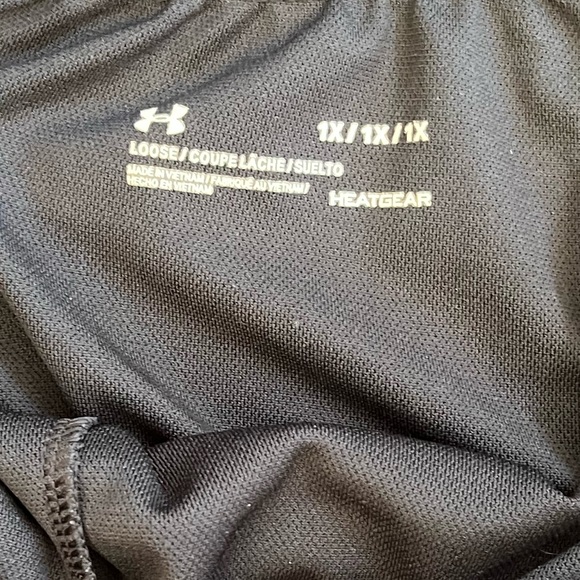 1X/1X/1X
LOOSE/COUPE LÂCHE/SUELTO
MADE IN VIETNAM/FABRIQUÉ AU VIETNAM/
HECHO EN VIETNAM
HEATGEAR